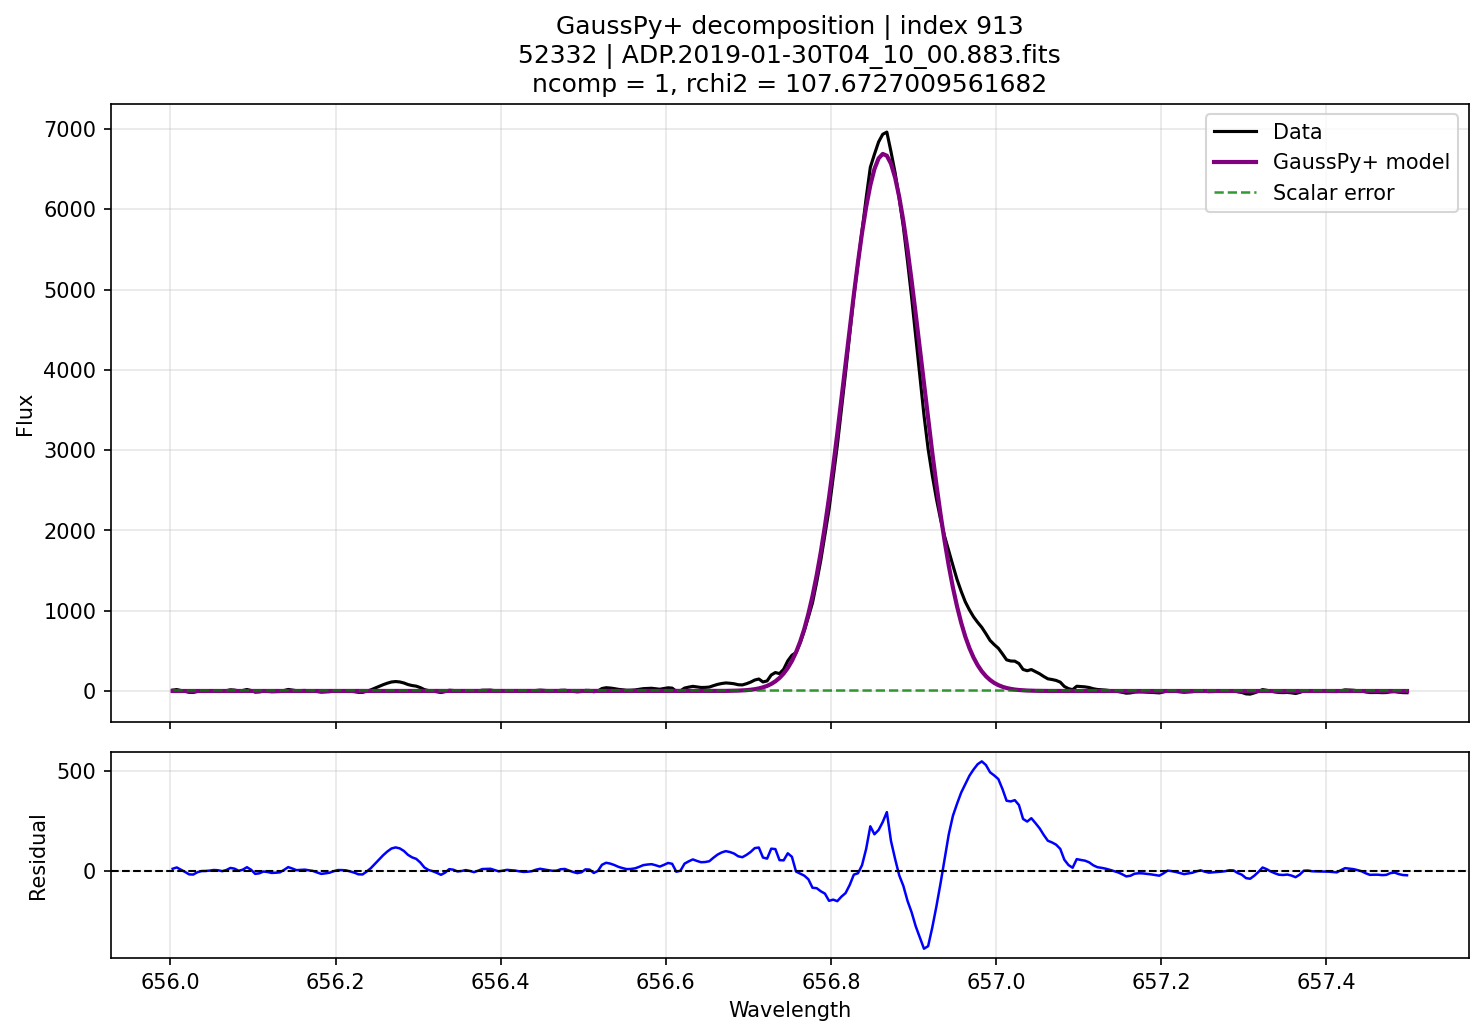 GaussPy+ decomposition | index 913
52332 | ADP.2019-01-30T04_10_00.883.fits
ncomp = 1, rchi2 = 107.6727009561682
Data
GaussPy+ model
Scalar error
7000
6000
5000
4000
3000
2000
1000
0
Flux
500
0
Residual
656.0
656.2
656.4
656.6
656.8
657.0
657.2
657.4
Wavelength